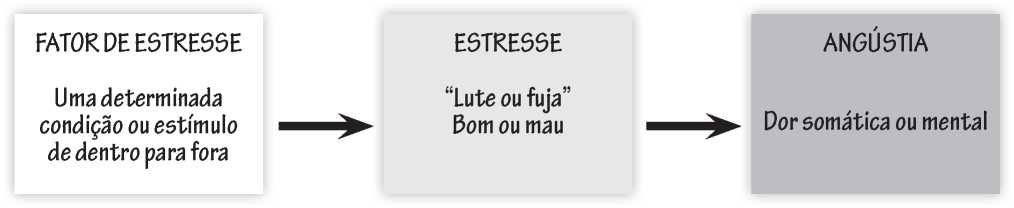 FATOR DE ESTRESSE
Uma determinada
condição ou estímulo
de dentro para fora
ESTRESSE
“Lute ou fuja”
Bom ou mau
ANGÚSTIA
Dor somática ou mental